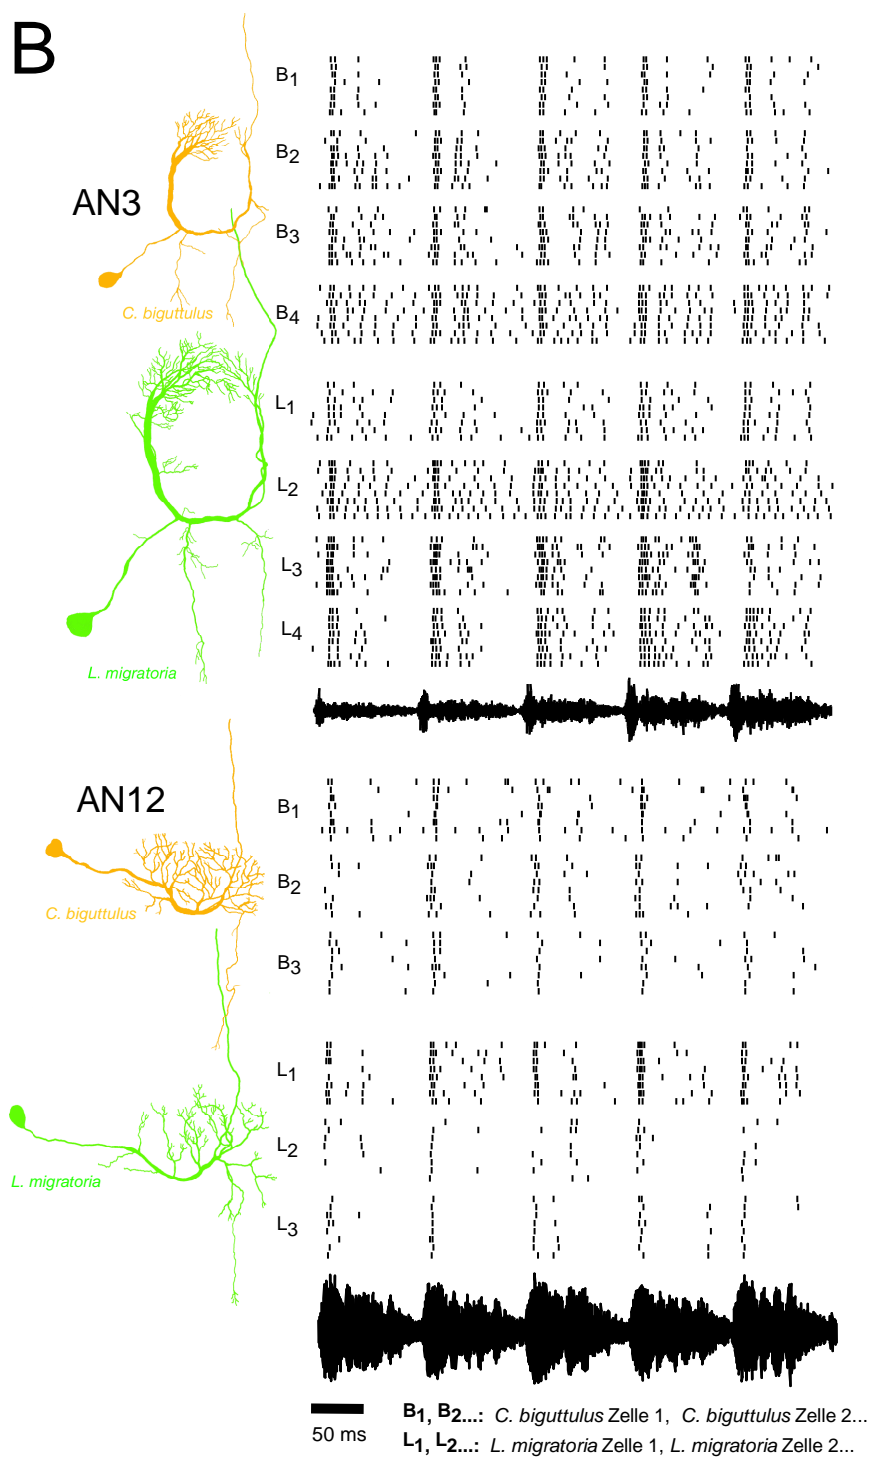 B
AN3
C. biguttulus
L. migratoria
B1
B2
B3
B4
L1
L2
L3
L4
AN12
C. biguttulus
L. migratoria
B1
B2
B3
L1
L2
L3
50 ms
B1, B2...: C. biguttulus Zelle 1, C. biguttulus Zelle 2...
L1, L2...: L. migratoria Zelle 1, L. migratoria Zelle 2...